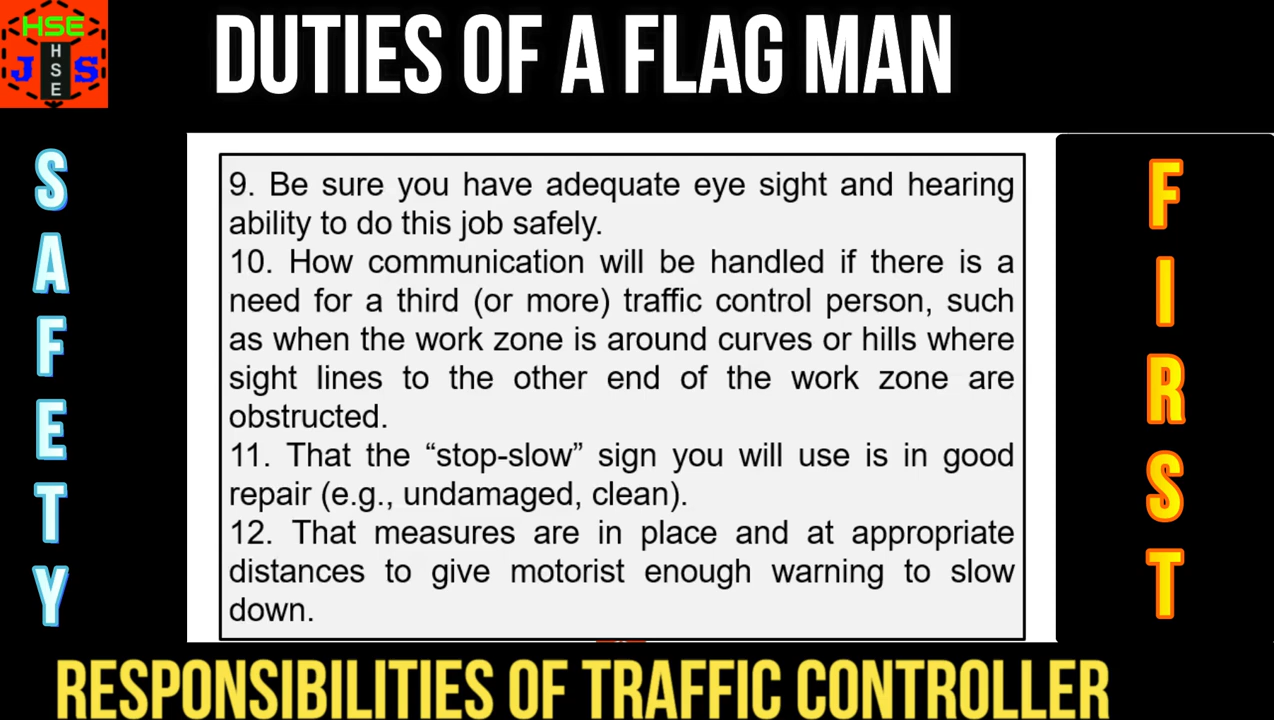 HSE
J HSE S
DUTIES OF A FLAG MAN
SAFETY
9. Be sure you have adequate eye sight and hearing
ability to do this job safely.
10. How communication will be handled if there is a
need for a third (or more) traffic control person, such
as when the work zone is around curves or hills where
sight lines to the other end of the work zone are
obstructed.
11. That the “stop-slow” sign you will use is in good
repair (e.g., undamaged, clean).
12. That measures are in place and at appropriate
distances to give motorist enough warning to slow
down.
FIRST
RESPONSIBILITIES OF TRAFFIC CONTROLLER